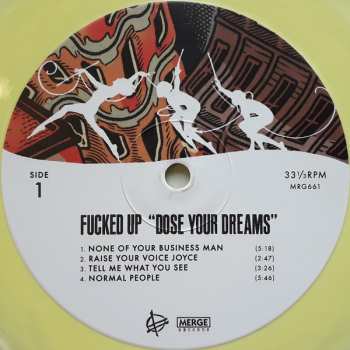 SIDE
1
33⅓RPM
MRG661
FUCKED UP "DOSE YOUR DREAMS"
1. NONE OF YOUR BUSINESS MAN (5:18)
2. RAISE YOUR VOICE JOYCE (2:47)
3. TELL ME WHAT YOU SEE (3:26)
4. NORMAL PEOPLE (5:46)
MERGE
RECORDS